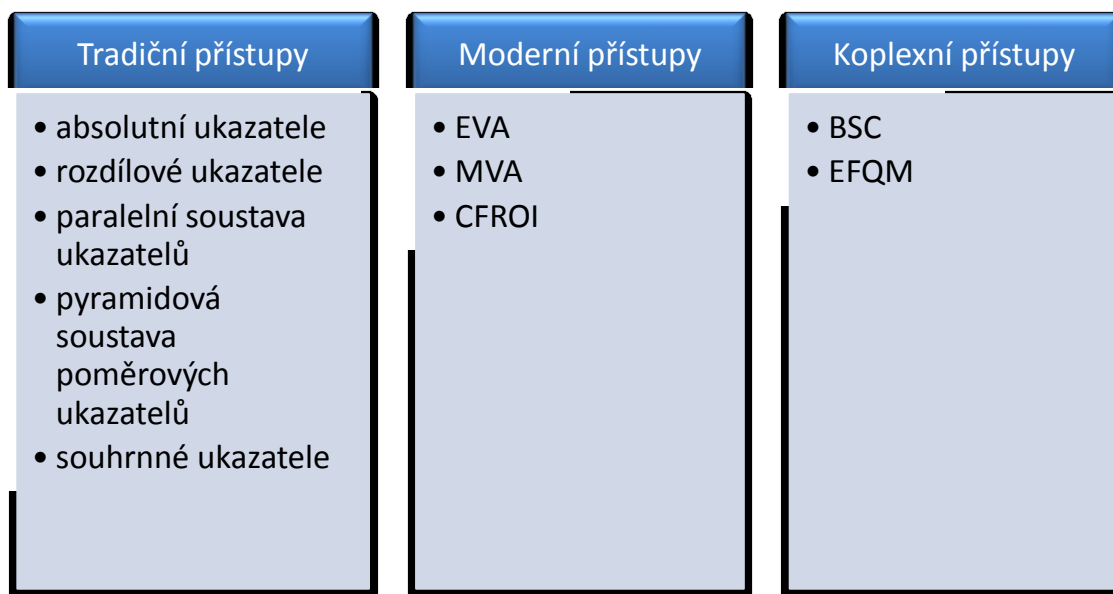 Tradiční přístupy
• absolutní ukazatele
• rozdílové ukazatele
• paralelní soustava
ukazatelů
• pyramidová
soustava
poměrových
ukazatelů
• souhrnné ukazatele
Moderní přístupy
• EVA
• MVA
• CFROI
Koplexní přístupy
• BSC
• EFQM